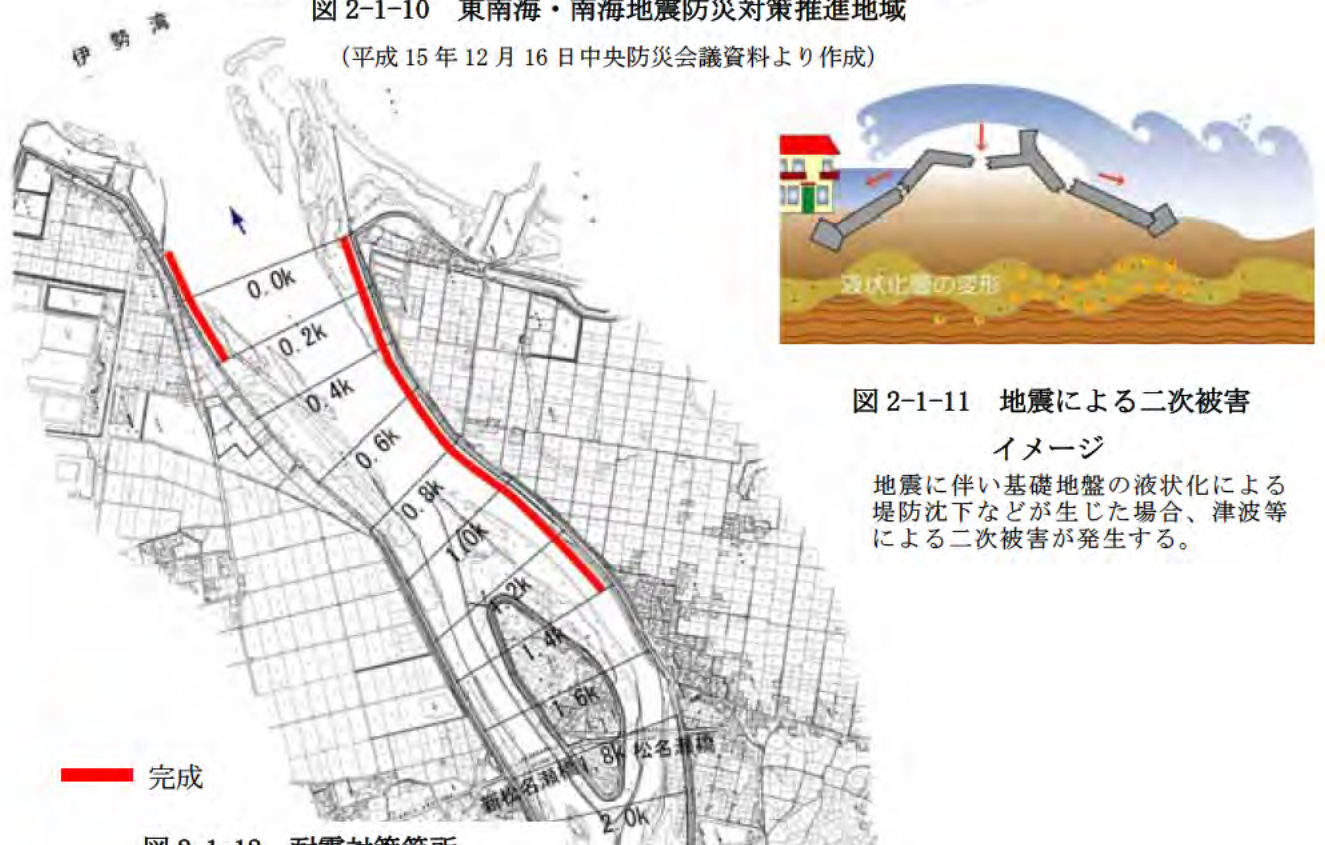 図 2-1-10 東南海・南海地震防災対策推進地域
（平成 15 年 12 月 16 日中央防災会議資料より作成）
伊勢湾
0.0k
0.2k
0.4k
0.6k
0.8k
1.0k
1.2k
1.4k
1.6k
1.8k
松名瀬橋
新松名瀬橋
2.0k
完成
図 2-1-12 耐震対策箇所
液状化層の変形
図 2-1-11 地震による二次被害
イメージ
地震に伴い基礎地盤の液状化による
堤防沈下などが生じた場合、津波等
による二次被害が発生する。